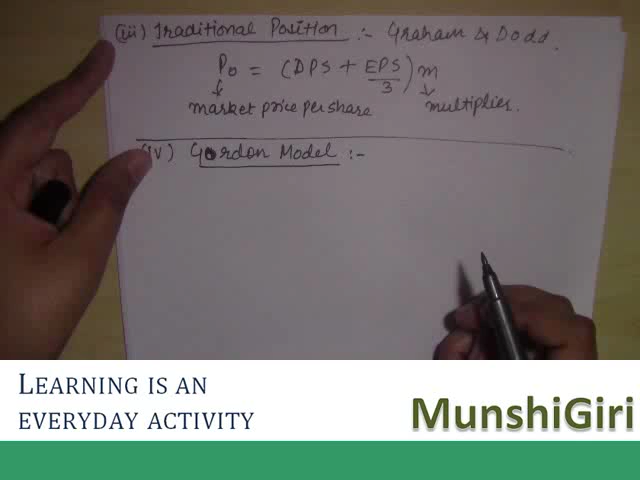 (iii) Traditional Position :- Graham & Dodd.
P0 = (DPS + EPS/3) m
market price per share multiplier.
(iv) Gordon Model :-
LEARNING IS AN
EVERYDAY ACTIVITY
MunshiGiri